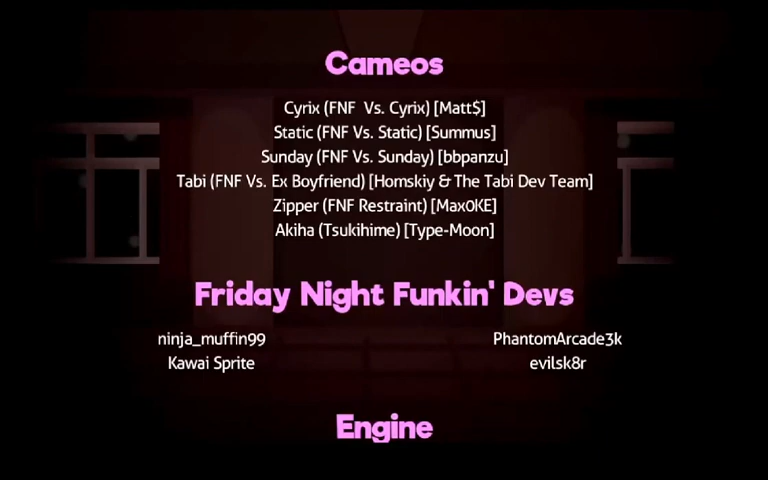 Cameos
Cyrix (FNF Vs. Cyrix) [Matt$]
Static (FNF Vs. Static) [Summus]
Sunday (FNF Vs. Sunday) [bbpanzu]
Tabi (FNF Vs. Ex Boyfriend) [Homskiy & The Tabi Dev Team]
Zipper (FNF Restraint) [Max0KE]
Akiha (Tsukihime) [Type-Moon]
Friday Night Funkin' Devs
ninja_muffin99 PhantomArcade3k
Kawai Sprite evilsk8r
Engine